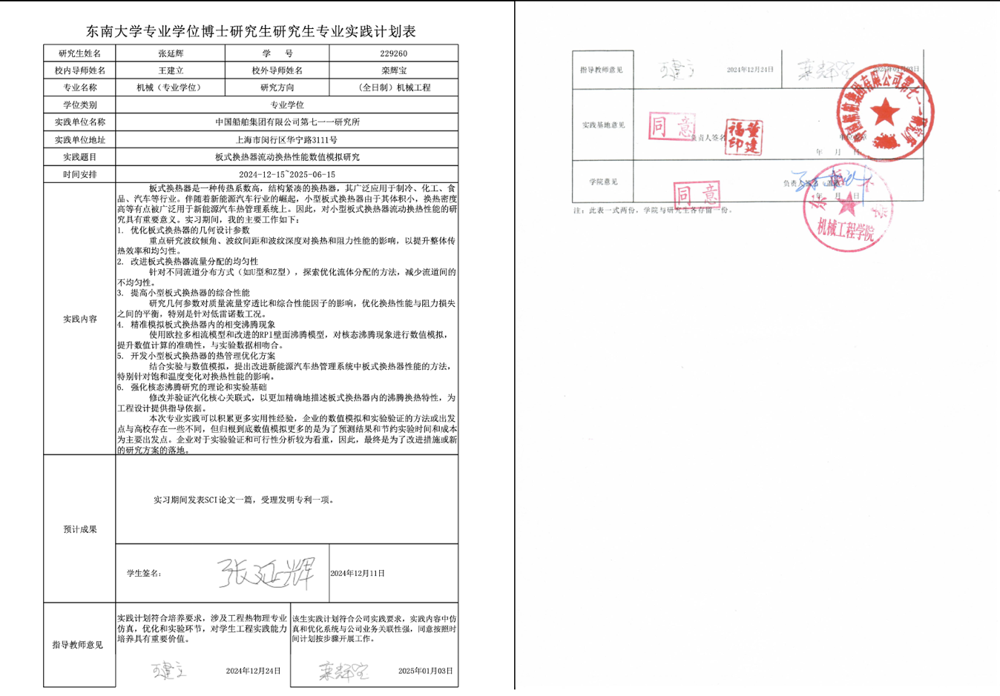 东南大学专业学位博士研究生研究生专业实践计划表
研究生姓名 张延辉 学 号 229260
校内导师姓名 王建立 校外导师姓名 栾辉宝
专业名称 机械（专业学位） 研究方向 （全日制）机械工程
学位类别 专业学位
实践单位名称 中国船舶集团有限公司第七一一研究所
实践单位地址 上海市闵行区华宁路3111号
实践题目 板式换热器流动换热性能数值模拟研究
时间安排 2024-12-15~2025-06-15
实践内容
板式换热器是一种传热系数高，结构紧凑的换热器，其广泛应用于制冷、化工、食
品、汽车等行业。伴随着新能源汽车行业的崛起，小型板式换热器由于其体积小，换热密度
高等有点被广泛用于新能源汽车热管理系统上。因此，对小型板式换热器流动换热性能的研
究具有重要意义。实习期间，我的主要工作如下：
1. 优化板式换热器的几何设计参数
重点研究波纹倾角、波纹间距和波纹深度对换热和阻力性能的影响，以提升整体传
热效率和均匀性。
2. 改进板式换热器流量分配的均匀性
针对不同流道分布方式（如U型和Z型），探索优化流体分配的方法，减少流道间的
不均匀性。
3. 提高小型板式换热器的综合性能
研究几何参数对质量流量穿透比和综合性能因子的影响，优化换热性能与阻力损失
之间的平衡，特别是针对低雷诺数工况。
4. 精准模拟板式换热器内的相变沸腾现象
使用欧拉多相流模型和改进的RPI壁面沸腾模型，对核态沸腾现象进行数值模拟，
提升数值计算的准确性，与实验数据相吻合。
5. 开发小型板式换热器的热管理优化方案
结合实验与数值模拟，提出改进新能源汽车热管理系统中板式换热器性能的方法，
特别针对饱和温度变化对换热性能的影响。
6. 强化核态沸腾研究的理论和实验基础
修改并验证汽化核心关联式，以更加精确地描述板式换热器内的沸腾换热特性，为
工程设计提供指导依据。
本次专业实践可以积累更多实用性经验，企业的数值模拟和实验验证的方法或出发
点与高校存在一些不同，但归根到底数值模拟更多的是为了预测结果和节约实验时间和成本
为主要出发点。企业对于实验验证和可行性分析较为看重，因此，最终是为了改进措施或新
的研究方案的落地。
预计成果
实习期间发表SCI论文一篇，受理发明专利一项。
学生签名： 张延辉 2024年12月11日
指导教师意见
实践计划符合培养要求，涉及工程热物理专业
仿真，优化和实验环节，对学生工程实践能力
培养具有重要价值。
王建立 2024年12月24日
该生实践计划符合公司实践要求，实践内容中仿
真和优化系统与公司业务关联性强，同意按照时
间计划按步骤开展工作。
栾辉宝 2025年01月03日
指导教师意见 王建立 2024年12月24日 栾辉宝 2025年01月03日
实践基地意见
同意
负责人签名
董建福印
年 月 日
学院意见
同意
负责人签名
年 月 日
机械工程学院
注：此表一式两份，学院与研究生各存留一份。